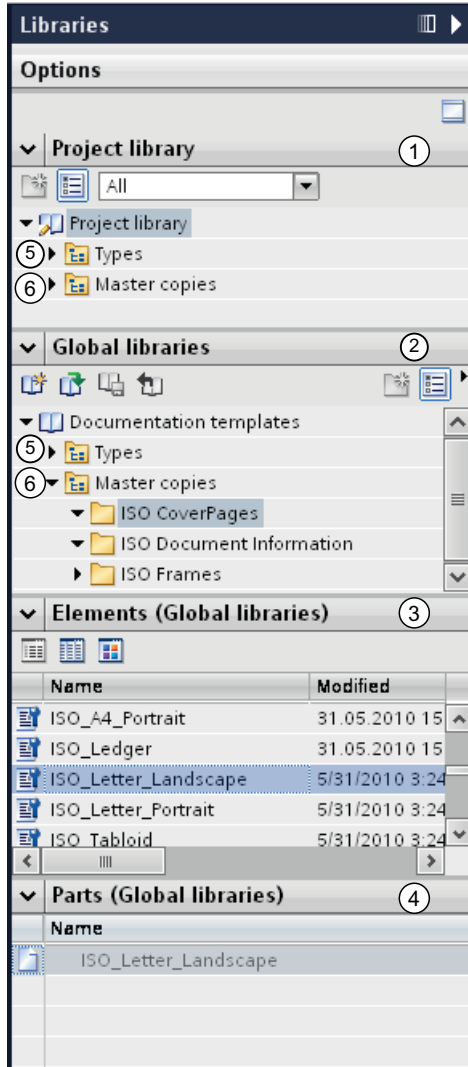 Libraries
Options
Project library 1
All
Project library
5 Types
6 Master copies
Global libraries 2
Documentation templates
5 Types
6 Master copies
ISO CoverPages
ISO Document Information
ISO Frames
Elements (Global libraries) 3
Name Modified
ISO_A4_Portrait 31.05.2010 15
ISO_Ledger 31.05.2010 15
ISO_Letter_Landscape 5/31/2010 3:24
ISO_Letter_Portrait 5/31/2010 3:24
ISO_Tabloid 5/31/2010 3:24
Parts (Global libraries) 4
Name
ISO_Letter_Landscape